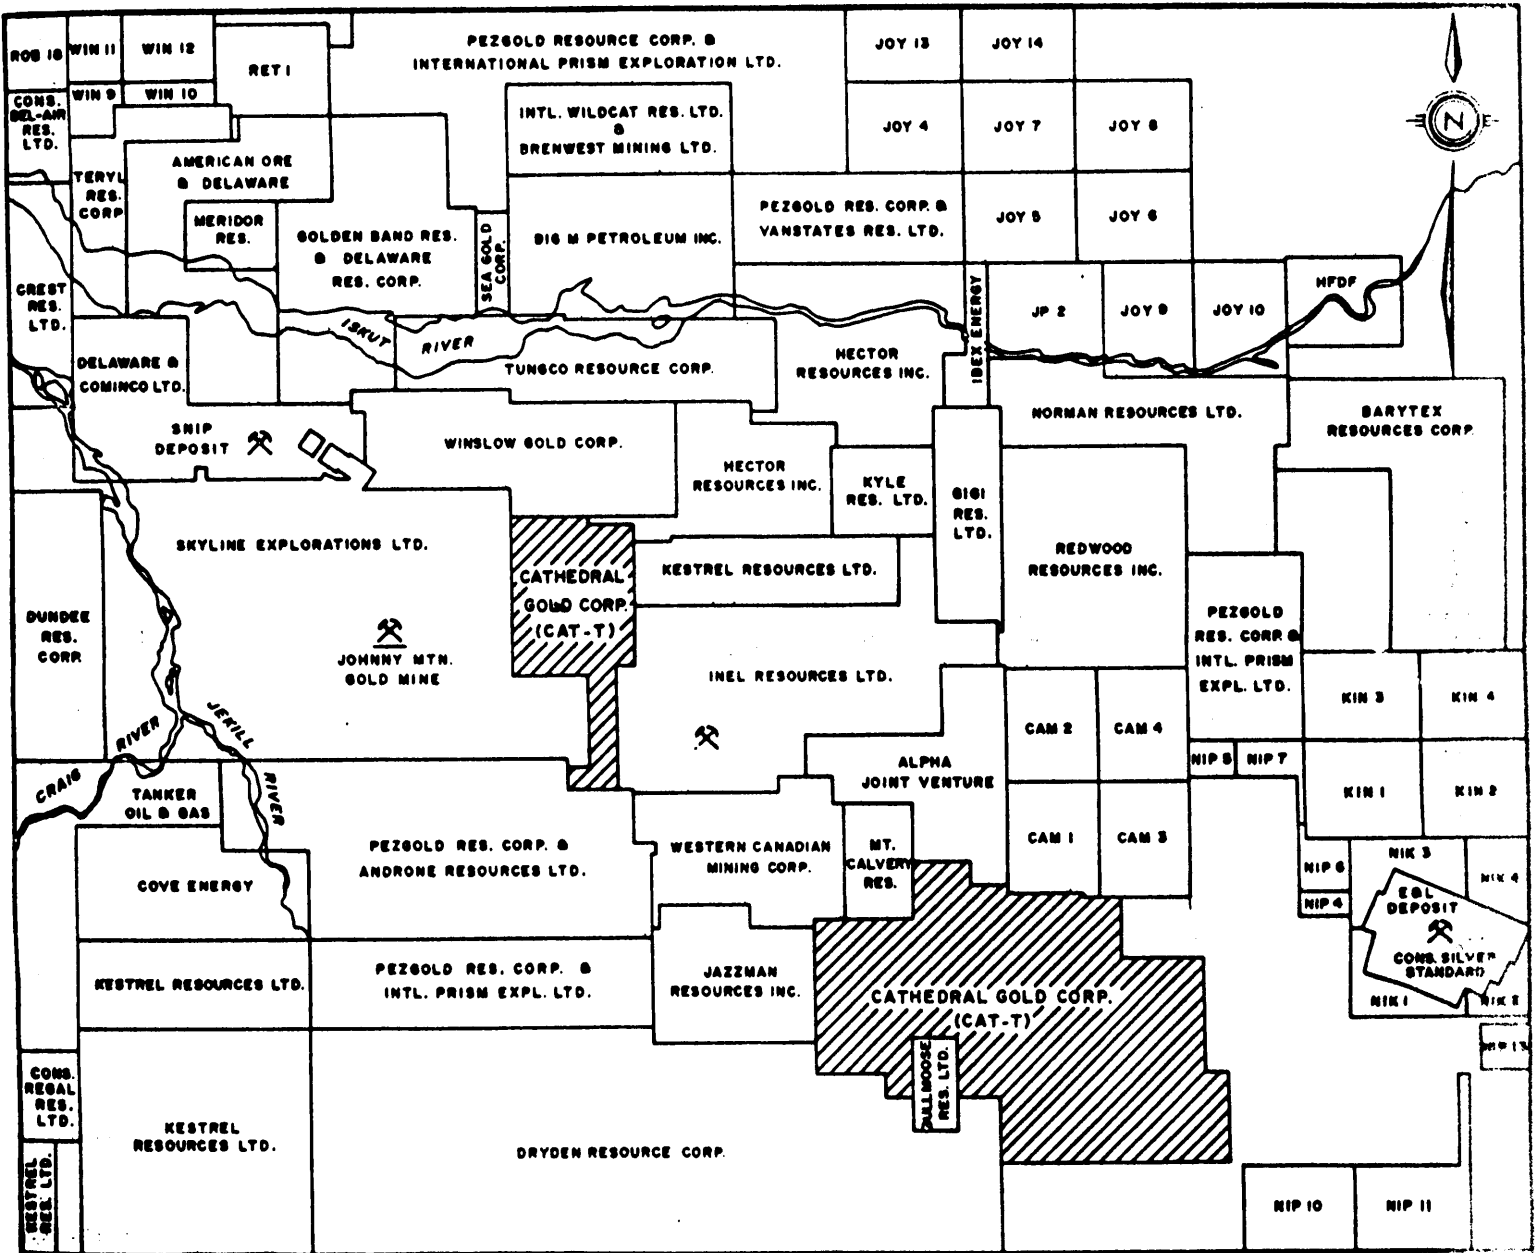 ROB 18
WIN 11
WIN 12
RET 1
PEZGOLD RESOURCE CORP. &
INTERNATIONAL PRISM EXPLORATION LTD.
JOY 13
JOY 14
WIN 9
WIN 10
CONS.
BEL-AIR
RES.
LTD.
INTL. WILDCAT RES. LTD.
&
BRENWEST MINING LTD.
JOY 4
JOY 7
JOY 8
N
TERYL
RES.
CORP
AMERICAN ORE
& DELAWARE
MERIDOR
RES.
GOLDEN BAND RES.
& DELAWARE
RES. CORP.
SEA GOLD
CORP.
BIG M PETROLEUM INC.
PEZGOLD RES. CORP. &
VANSTATES RES. LTD.
JOY 5
JOY 6
CREST
RES.
LTD.
ISKUT
RIVER
IBEX ENERGY
JP 2
JOY 9
JOY 10
HFDF
DELAWARE &
COMINCO LTD.
TUNGCO RESOURCE CORP.
HECTOR
RESOURCES INC.
SNIP
DEPOSIT
WINSLOW GOLD CORP.
NORMAN RESOURCES LTD.
BARYTEX
RESOURCES CORP.
HECTOR
RESOURCES INC.
KYLE
RES. LTD.
GIGI
RES.
LTD.
SKYLINE EXPLORATIONS LTD.
CATHEDRAL
GOLD CORP.
(CAT-T)
KESTREL RESOURCES LTD.
REDWOOD
RESOURCES INC.
DUNDEE
RES.
CORP.
JOHNNY MTN.
GOLD MINE
INEL RESOURCES LTD.
PEZGOLD
RES. CORP. &
INTL. PRISM
EXPL. LTD.
KIN 3
KIN 4
CRAIG
RIVER
JEKILL
RIVER
CAM 2
CAM 4
NIP 7
ALPHA
JOINT VENTURE
KIN 1
KIN 2
TANKER
OIL & GAS
PEZGOLD RES. CORP. &
ANDRONE RESOURCES LTD.
WESTERN CANADIAN
MINING CORP.
MT.
CALVERY
RES.
CAM 1
CAM 3
COVE ENERGY
NIP 6
NIP 4
NIK 3
NIK 4
E&L
DEPOSIT
CONS. SILVER
STANDARD
NIK 1
KESTREL RESOURCES LTD.
PEZGOLD RES. CORP. &
INTL. PRISM EXPL. LTD.
JAZZMAN
RESOURCES INC.
CATHEDRAL GOLD CORP.
(CAT-T)
CONS.
REGAL
RES.
LTD.
KESTREL
RESOURCES LTD.
DRYDEN RESOURCE CORP.
BULLMOOSE
RES. LTD.
KESTREL
RES. LTD.
NIP 10
NIP 11